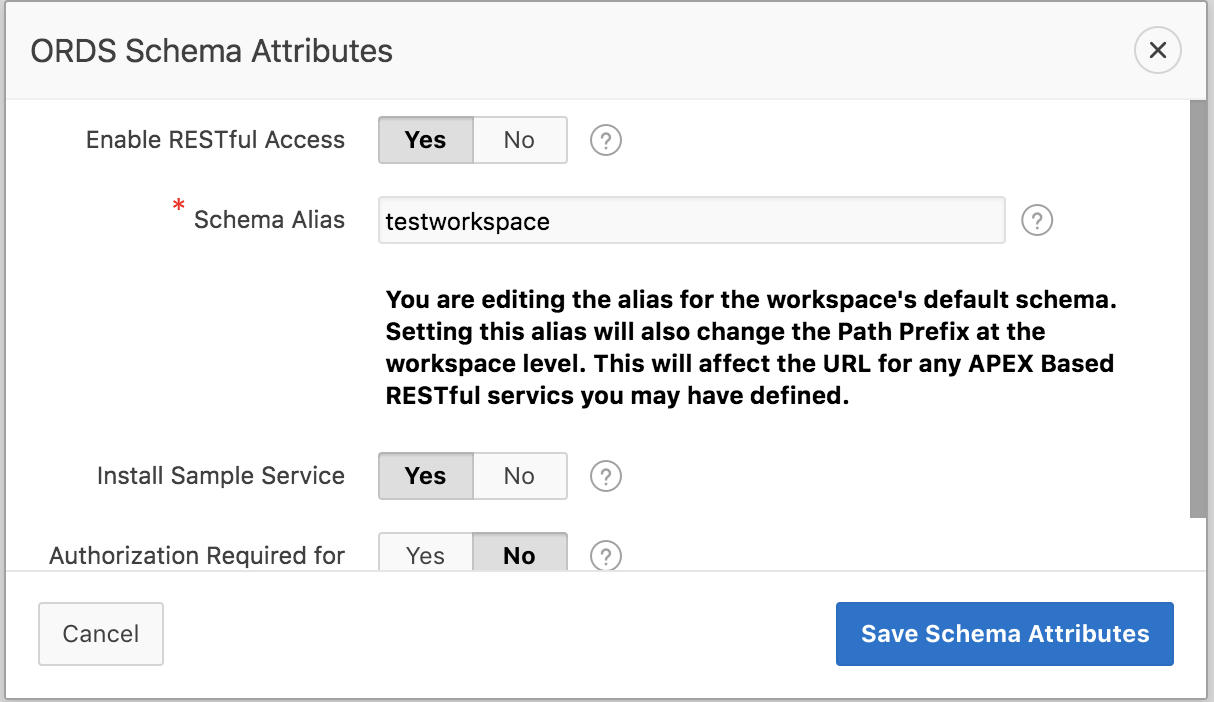 ORDS Schema Attributes
Enable RESTful Access Yes No ?
* Schema Alias testworkspace ?
You are editing the alias for the workspace's default schema.
Setting this alias will also change the Path Prefix at the
workspace level. This will affect the URL for any APEX Based
RESTful servics you may have defined.
Install Sample Service Yes No ?
Authorization Required for Yes No ?
Cancel Save Schema Attributes